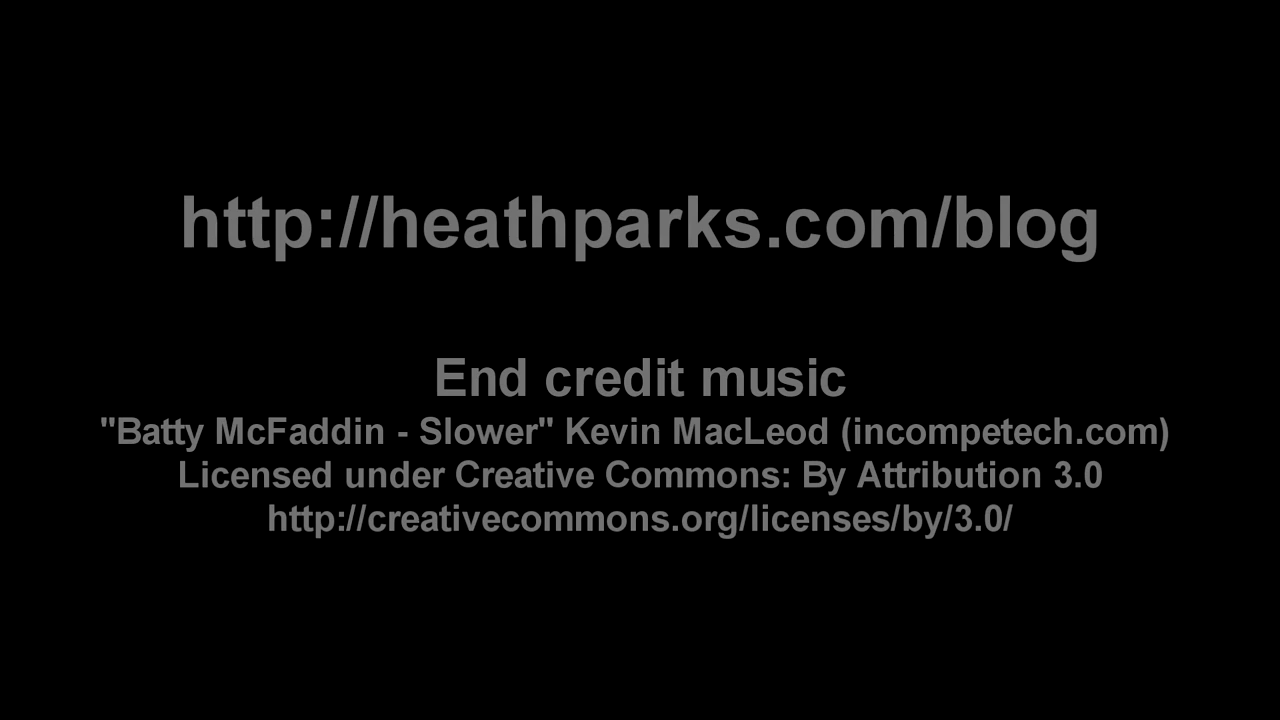 http://heathparks.com/blog
End credit music
"Batty McFaddin - Slower" Kevin MacLeod (incompetech.com)
Licensed under Creative Commons: By Attribution 3.0
http://creativecommons.org/licenses/by/3.0/